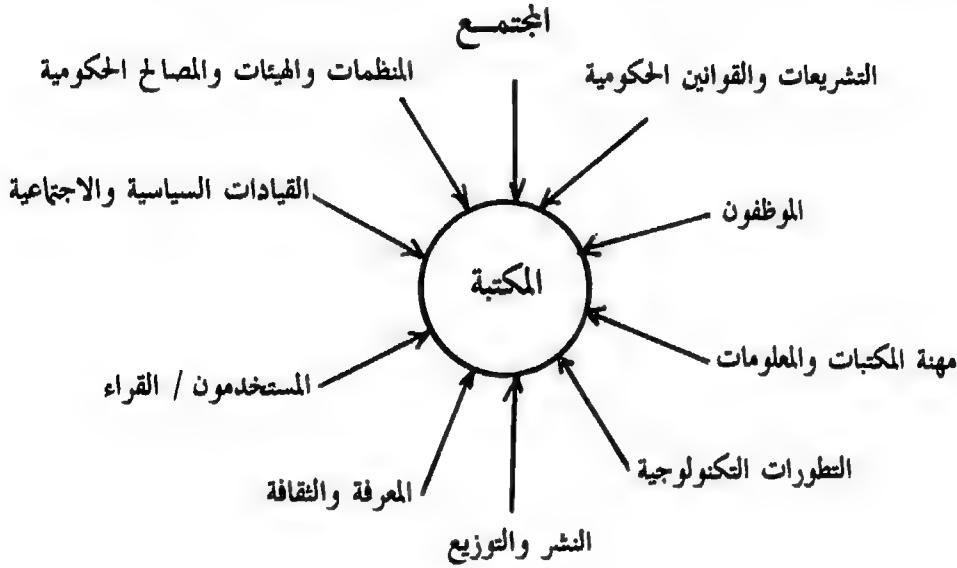 المجتمع
التشريعات والقوانين الحكومية
المنظمات والهيئات والمصالح الحكومية
القيادات السياسية والاجتماعية
الموظفون
المكتبة
مهنة المكتبات والمعلومات
المستخدمون / القراء
التطورات التكنولوجية
المعرفة والثقافة
النشر والتوزيع